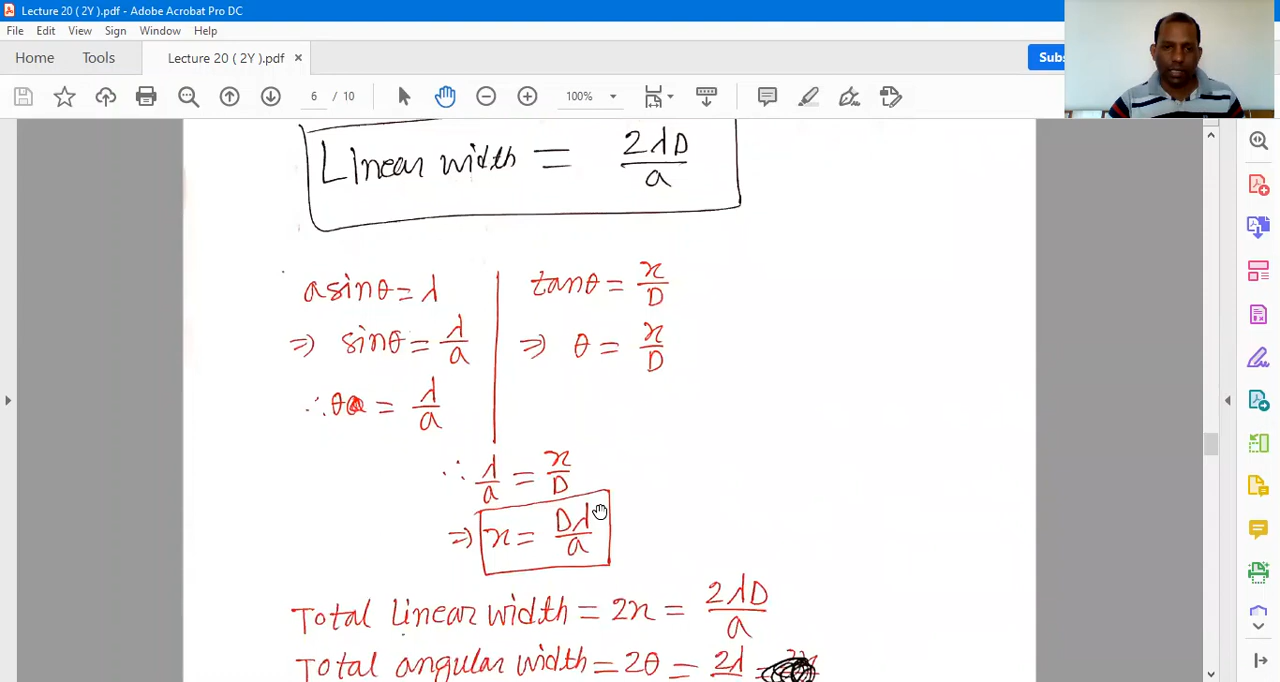 Lecture 20 ( 2Y ).pdf - Adobe Acrobat Pro DC
File Edit View Sign Window Help
Home Tools Lecture 20 ( 2Y ).pdf × Subs
6 / 10 100%
Linear width = 2λD/a
a sinθ = λ
tanθ = x/D
⇒ sinθ = λ/a
⇒ θ = x/D
∴ θ = λ/a
∴ λ/a = x/D
⇒ x = Dλ/a
Total linear width = 2x = 2λD/a
Total angular width = 2θ = 2λ